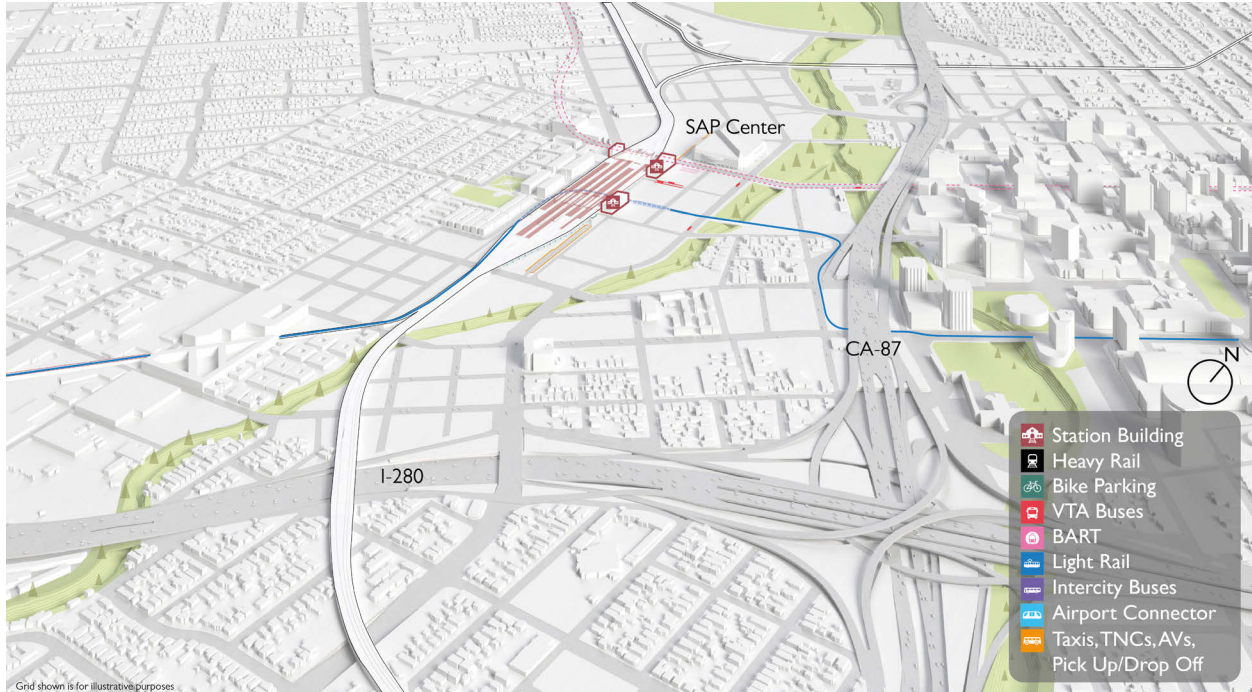 SAP Center
CA-87
N
I-280
Station Building
Heavy Rail
Bike Parking
VTA Buses
BART
Light Rail
Intercity Buses
Airport Connector
Taxis, TNCs, AVs,
Pick Up/Drop Off
Grid shown is for illustrative purposes